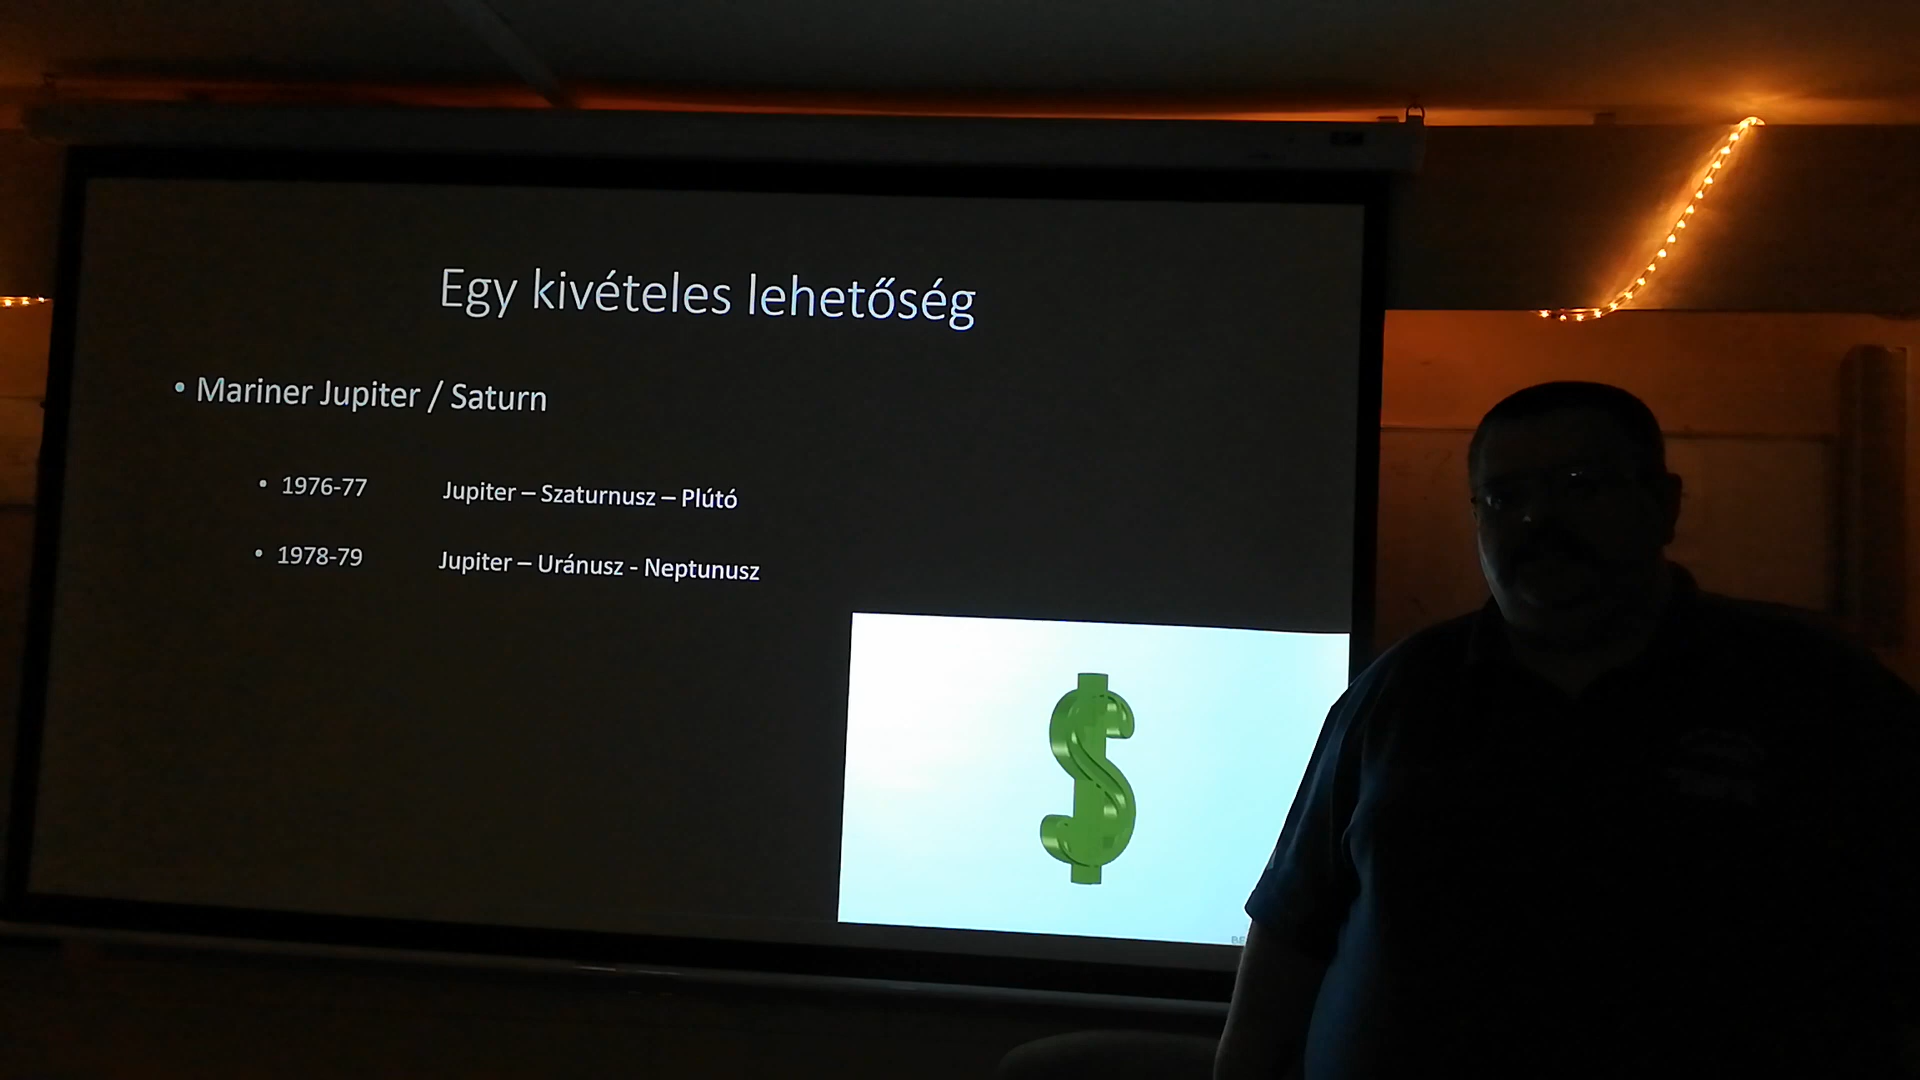 Egy kivételes lehetőség
• Mariner Jupiter / Saturn
• 1976-77 Jupiter – Szaturnusz – Plútó
• 1978-79 Jupiter – Uránusz - Neptunusz